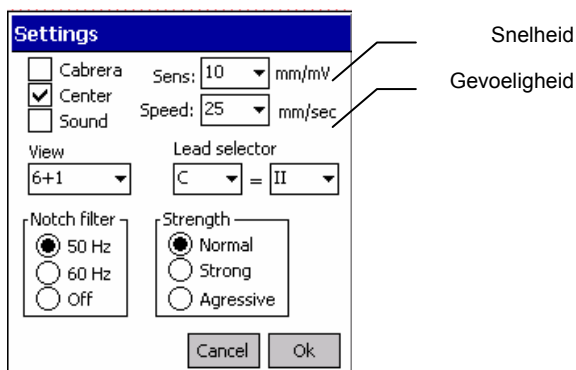 Settings
Cabrera
Center
Sound
Sens: 10 mm/mV
Speed: 25 mm/sec
Snelheid
Gevoeligheid
View
6+1
Lead selector
C = II
Notch filter
50 Hz
60 Hz
Off
Strength
Normal
Strong
Agressive
Cancel Ok